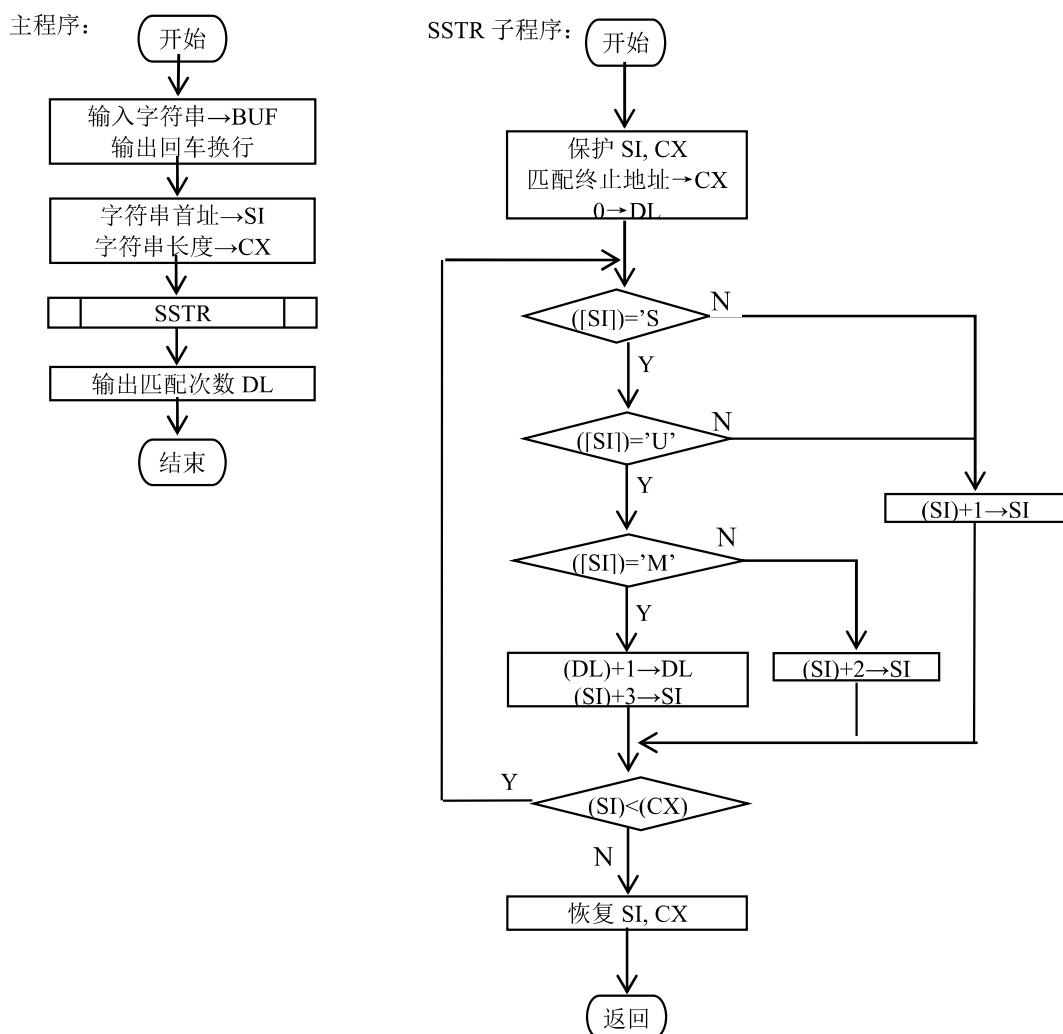 主程序：
开始
输入字符串→BUF
输出回车换行
字符串首址→SI
字符串长度→CX
SSTR
输出匹配次数 DL
结束
SSTR 子程序：
开始
保护 SI, CX
匹配终止地址→CX
0→DL
([SI])=’S
N
Y
([SI])=’U’
N
Y
(SI)+1→SI
([SI])=’M’
N
Y
(DL)+1→DL
(SI)+3→SI
(SI)+2→SI
Y
(SI)<(CX)
N
恢复 SI, CX
返回